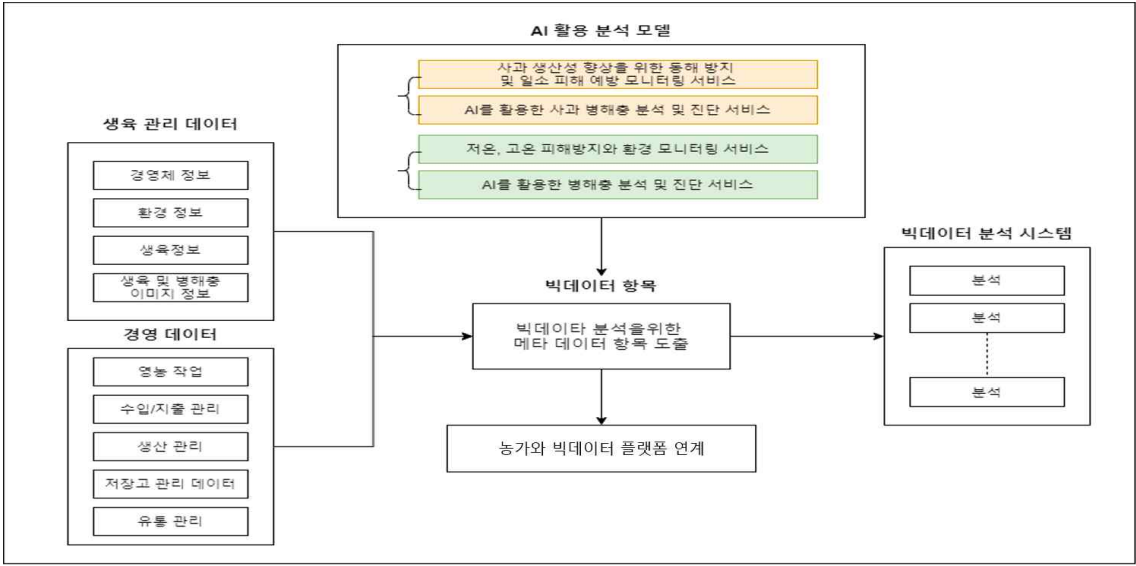 AI 활용 분석 모델
사과 생산성 향상을 위한 동해 방지
및 일소 피해 예방 모니터링 서비스
AI를 활용한 사과 병해충 분석 및 진단 서비스
저온, 고온 피해방지와 환경 모니터링 서비스
AI를 활용한 병해충 분석 및 진단 서비스
생육 관리 데이터
경영체 정보
환경 정보
생육정보
생육 및 병해충
이미지 정보
경영 데이터
영농 작업
수입/지출 관리
생산 관리
저장고 관리 데이터
유통 관리
빅데이터 항목
빅데이타 분석을위한
메타 데이터 항목 도출
농가와 빅데이터 플랫폼 연계
빅데이터 분석 시스템
분석
분석
분석